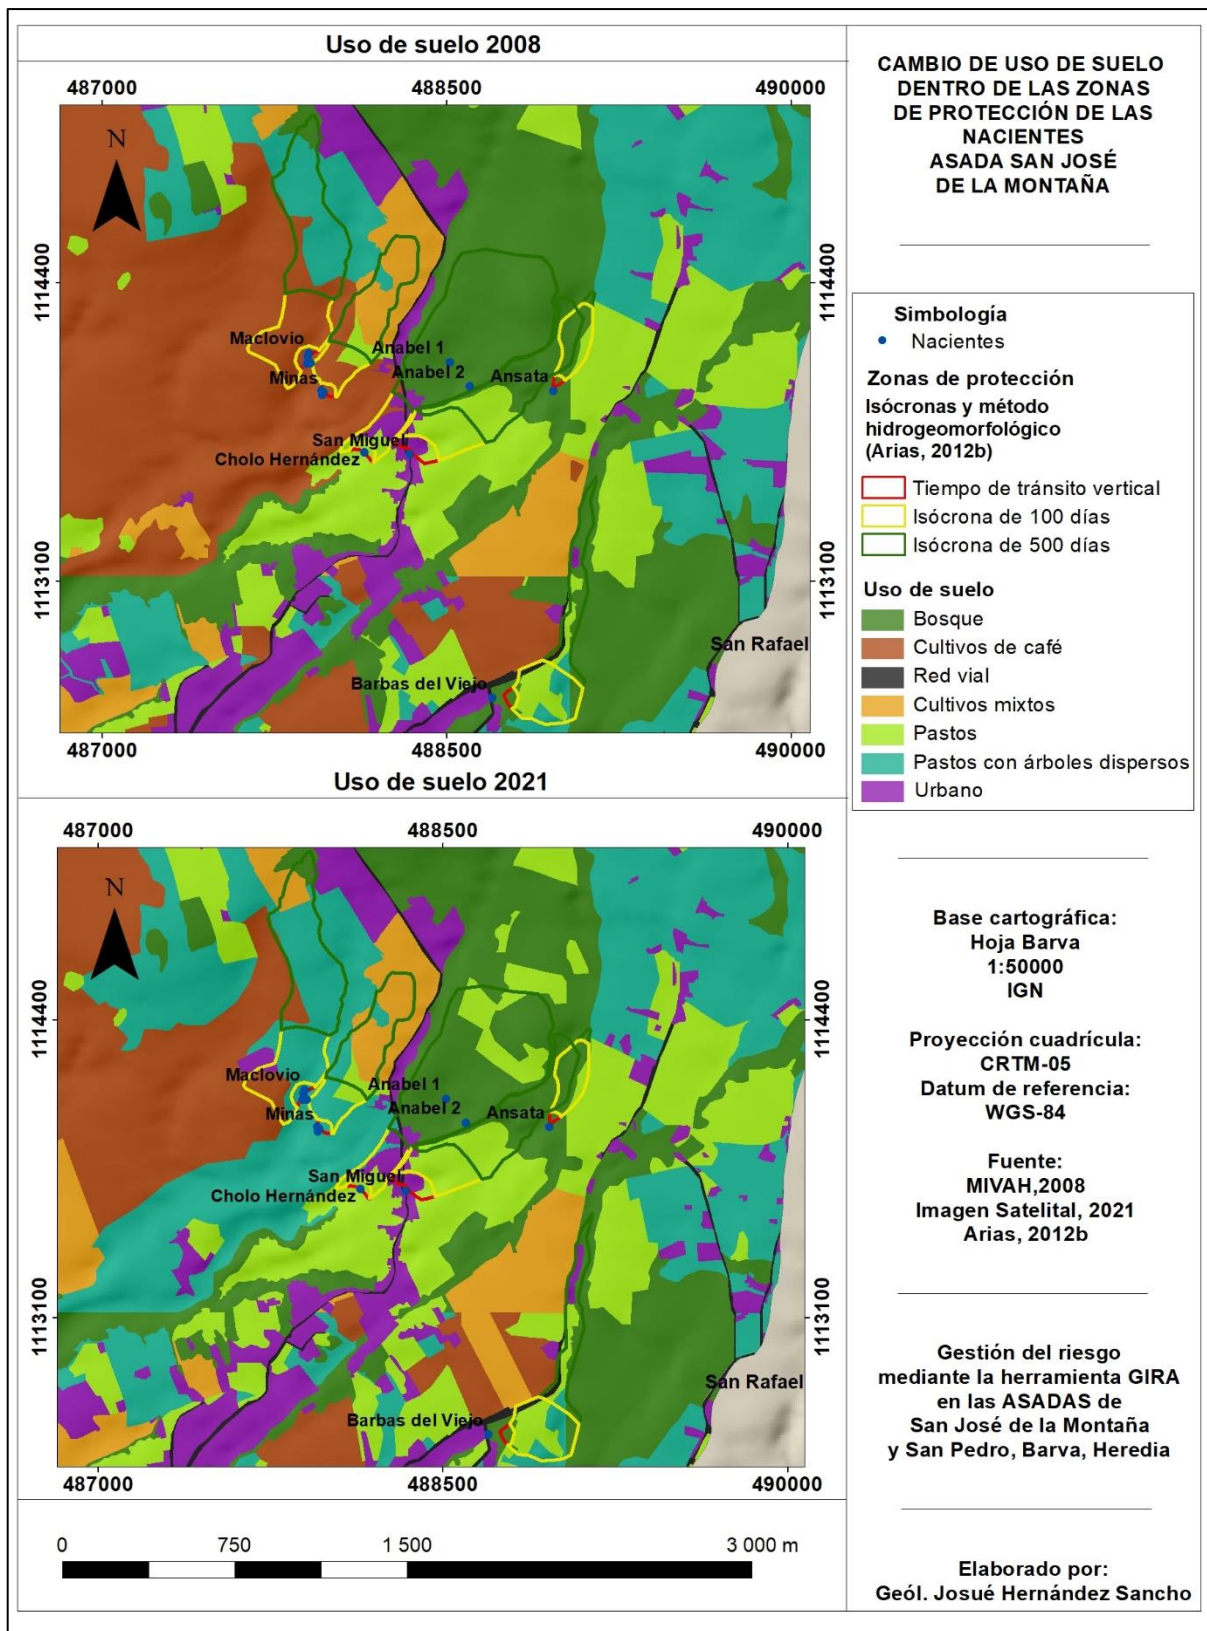 Uso de suelo 2008
487000
488500
490000
N
1114400
1114400
Maclovio
Anabel 1
Minas
Anabel 2
Ansata
San Miguel
Cholo Hernández
1113100
1113100
San Rafael
Barbas del Viejo
487000
488500
490000
Uso de suelo 2021
487000
488500
490000
N
1114400
1114400
Maclovio
Anabel 1
Minas
Anabel 2
Ansata
San Miguel
Cholo Hernández
1113100
1113100
San Rafael
Barbas del Viejo
487000
488500
490000
0
750
1 500
3 000 m
CAMBIO DE USO DE SUELO
DENTRO DE LAS ZONAS
DE PROTECCIÓN DE LAS
NACIENTES
ASADA SAN JOSÉ
DE LA MONTAÑA
Simbología
Nacientes
Zonas de protección
Isócronas y método
hidrogeomorfológico
(Arias, 2012b)
Tiempo de tránsito vertical
Isócrona de 100 días
Isócrona de 500 días
Uso de suelo
Bosque
Cultivos de café
Red vial
Cultivos mixtos
Pastos
Pastos con árboles dispersos
Urbano
Base cartográfica:
Hoja Barva
1:50000
IGN
Proyección cuadrícula:
CRTM-05
Datum de referencia:
WGS-84
Fuente:
MIVAH,2008
Imagen Satelital, 2021
Arias, 2012b
Gestión del riesgo
mediante la herramienta GIRA
en las ASADAS de
San José de la Montaña
y San Pedro, Barva, Heredia
Elaborado por:
Geól. Josué Hernández Sancho